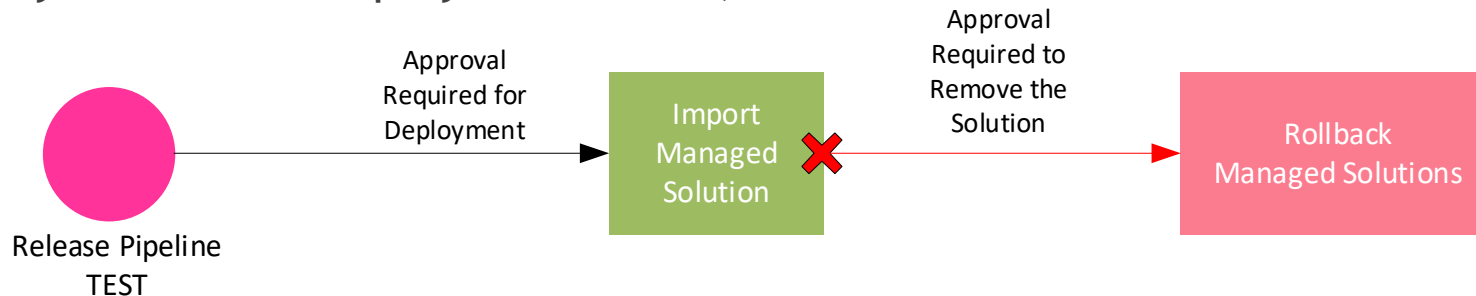 Approval
Required for
Deployment
Approval
Required to
Remove the
Solution
Import
Managed
Solution
Rollback
Managed Solutions
Release Pipeline
TEST